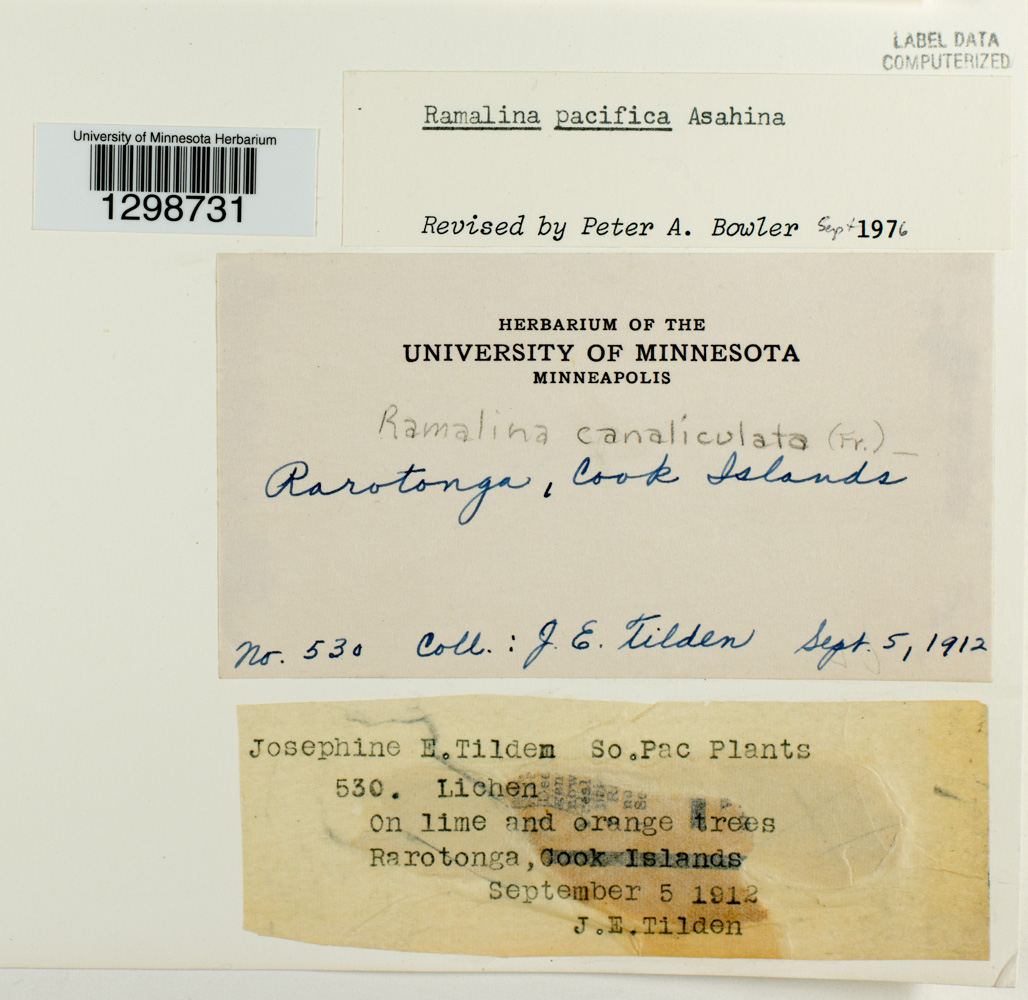 LABEL DATA
COMPUTERIZED
Ramalina pacifica Asahina
Revised by Peter A. Bowler Sept 1976
University of Minnesota Herbarium
1298731
HERBARIUM OF THE
UNIVERSITY OF MINNESOTA
MINNEAPOLIS
Ramalina canaliculata (Fr.) —
Rarotonga, Cook Islands
No. 530 Coll.: J. E. Tilden Sept. 5, 1912
Josephine E.Tilden So.Pac Plants
530. Lichen
On lime and orange trees
Rarotonga, Cook Islands
September 5 1912
J.E.Tilden